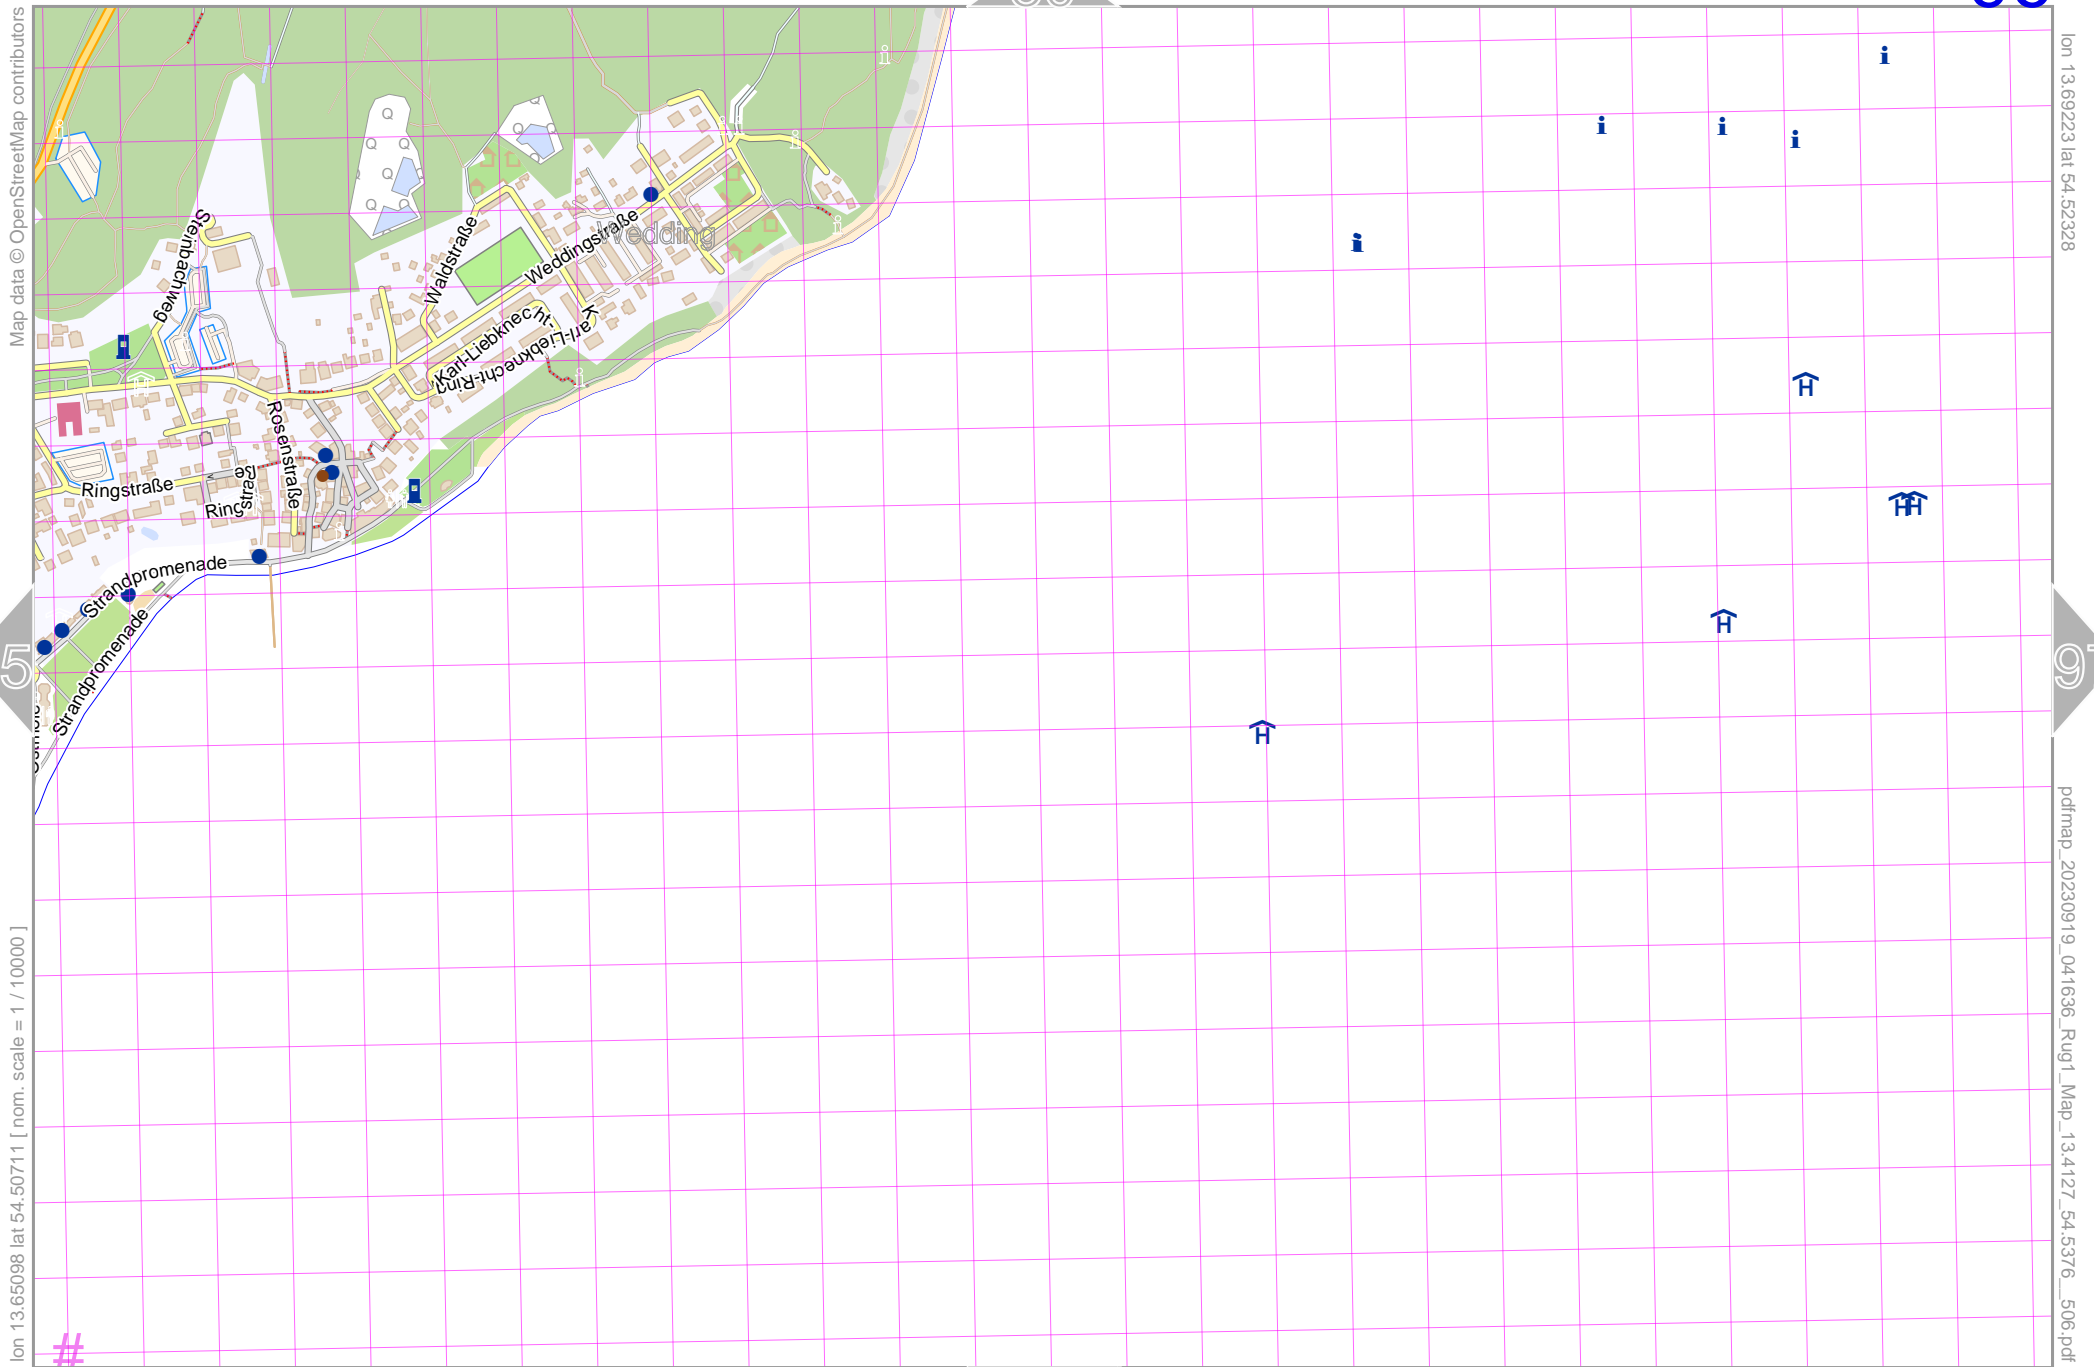 Map data © OpenStreetMap contributors
lon 13.69223 lat 54.52328
Steinbachweg
Waldstraße
Weddingstraße
Wedding
Karl-Liebknecht-
Karl-Liebknecht-Ring
Rosenstraße
Ringstraße
Ringstraße
Strandpromenade
Strandpromenade
5
9
lon 13.65098 lat 54.50711 [ nom. scale = 1 / 10000 ]
pdfmap_20230919_041636_Rug1_Map_13.4127_54.5376__506.pdf
#